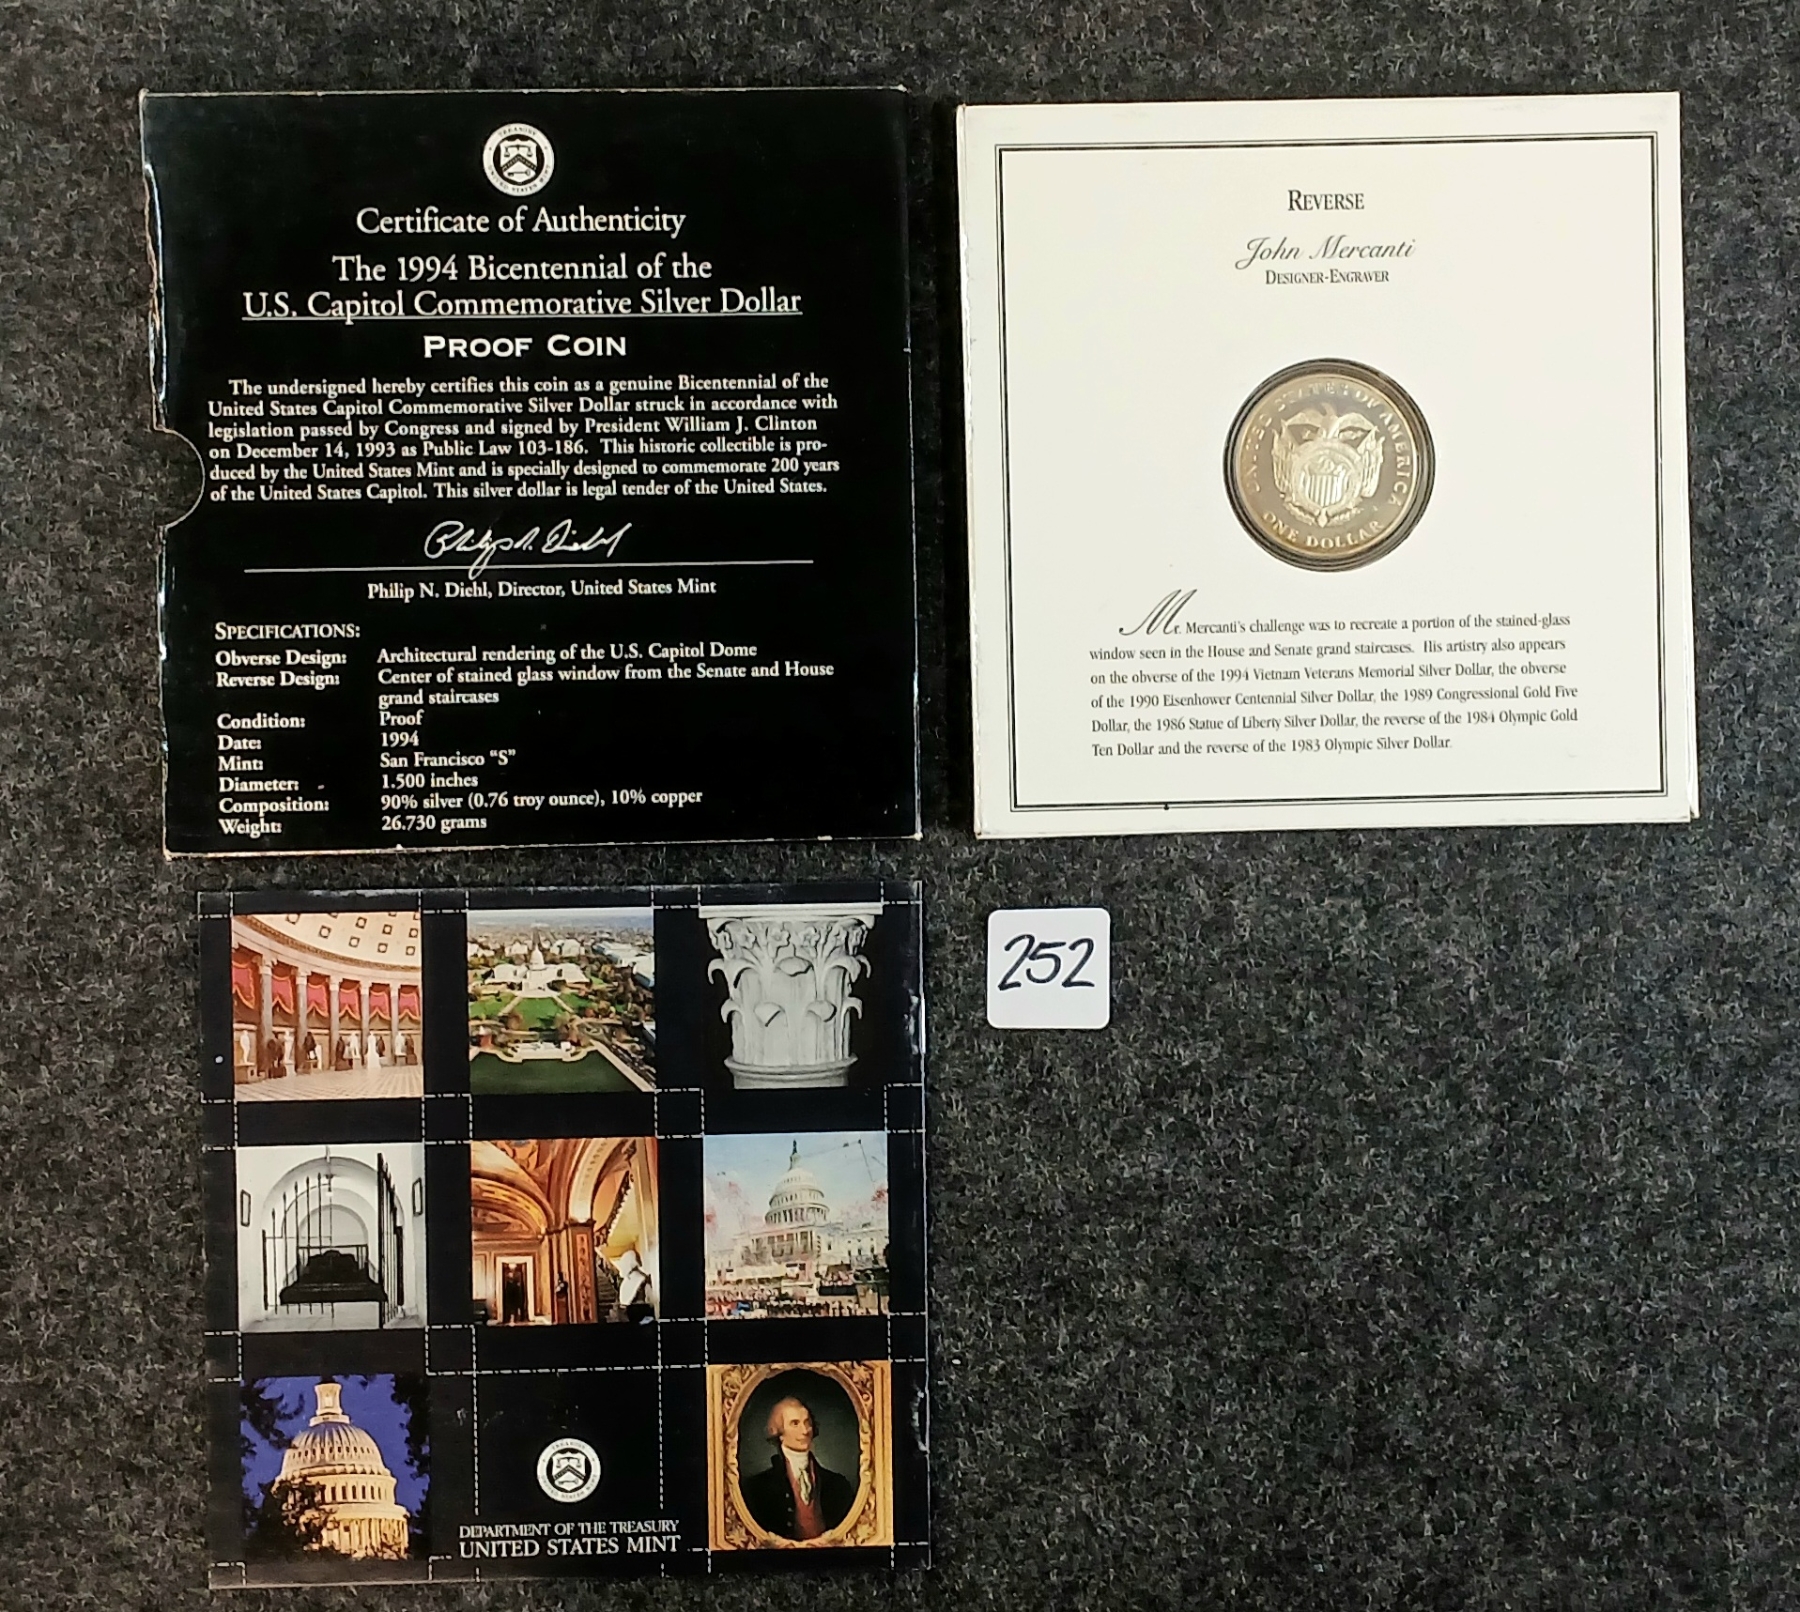 Certificate of Authenticity
The 1994 Bicentennial of the
U.S. Capitol Commemorative Silver Dollar
PROOF COIN
The undersigned hereby certifies this coin as a genuine Bicentennial of the
United States Capitol Commemorative Silver Dollar struck in accordance with
legislation passed by Congress and signed by President William J. Clinton
on December 14, 1993 as Public Law 103-186. This historic collectible is pro-
duced by the United States Mint and is specially designed to commemorate 200 years
of the United States Capitol. This silver dollar is legal tender of the United States.
Philip N. Diehl
Philip N. Diehl, Director, United States Mint
SPECIFICATIONS:
Obverse Design: Architectural rendering of the U.S. Capitol Dome
Reverse Design: Center of stained glass window from the Senate and House
grand staircases
Condition: Proof
Date: 1994
Mint: San Francisco “S”
Diameter: 1.500 inches
Composition: 90% silver (0.76 troy ounce), 10% copper
Weight: 26.730 grams
REVERSE
John Mercanti
DESIGNER-ENGRAVER
UNITED STATES OF AMERICA
ONE DOLLAR
Mr. Mercanti's challenge was to recreate a portion of the stained-glass
window seen in the House and Senate grand staircases. His artistry also appears
on the obverse of the 1994 Vietnam Veterans Memorial Silver Dollar, the obverse
of the 1990 Eisenhower Centennial Silver Dollar, the 1989 Congressional Gold Five
Dollar, the 1986 Statue of Liberty Silver Dollar, the reverse of the 1984 Olympic Gold
Ten Dollar and the reverse of the 1983 Olympic Silver Dollar.
252
DEPARTMENT OF THE TREASURY
UNITED STATES MINT